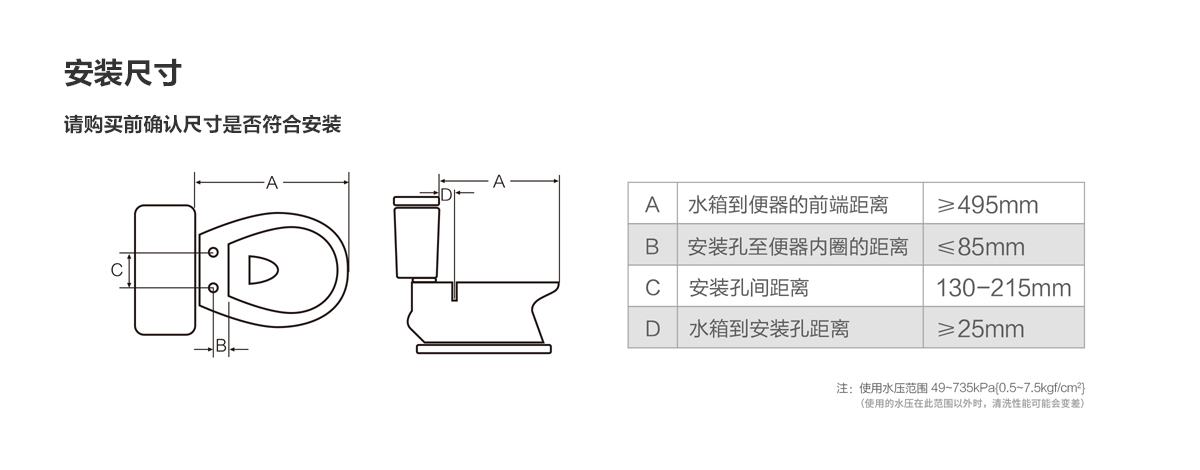 安装尺寸
请购买前确认尺寸是否符合安装
A
C
B
D
A
A 水箱到便器的前端距离 ≥495mm
B 安装孔至便器内圈的距离 ≤85mm
C 安装孔间距离 130-215mm
D 水箱到安装孔距离 ≥25mm
注：使用水压范围 49~735kPa{0.5~7.5kgf/cm²}
（使用的水压在此范围以外时，清洗性能可能会变差）